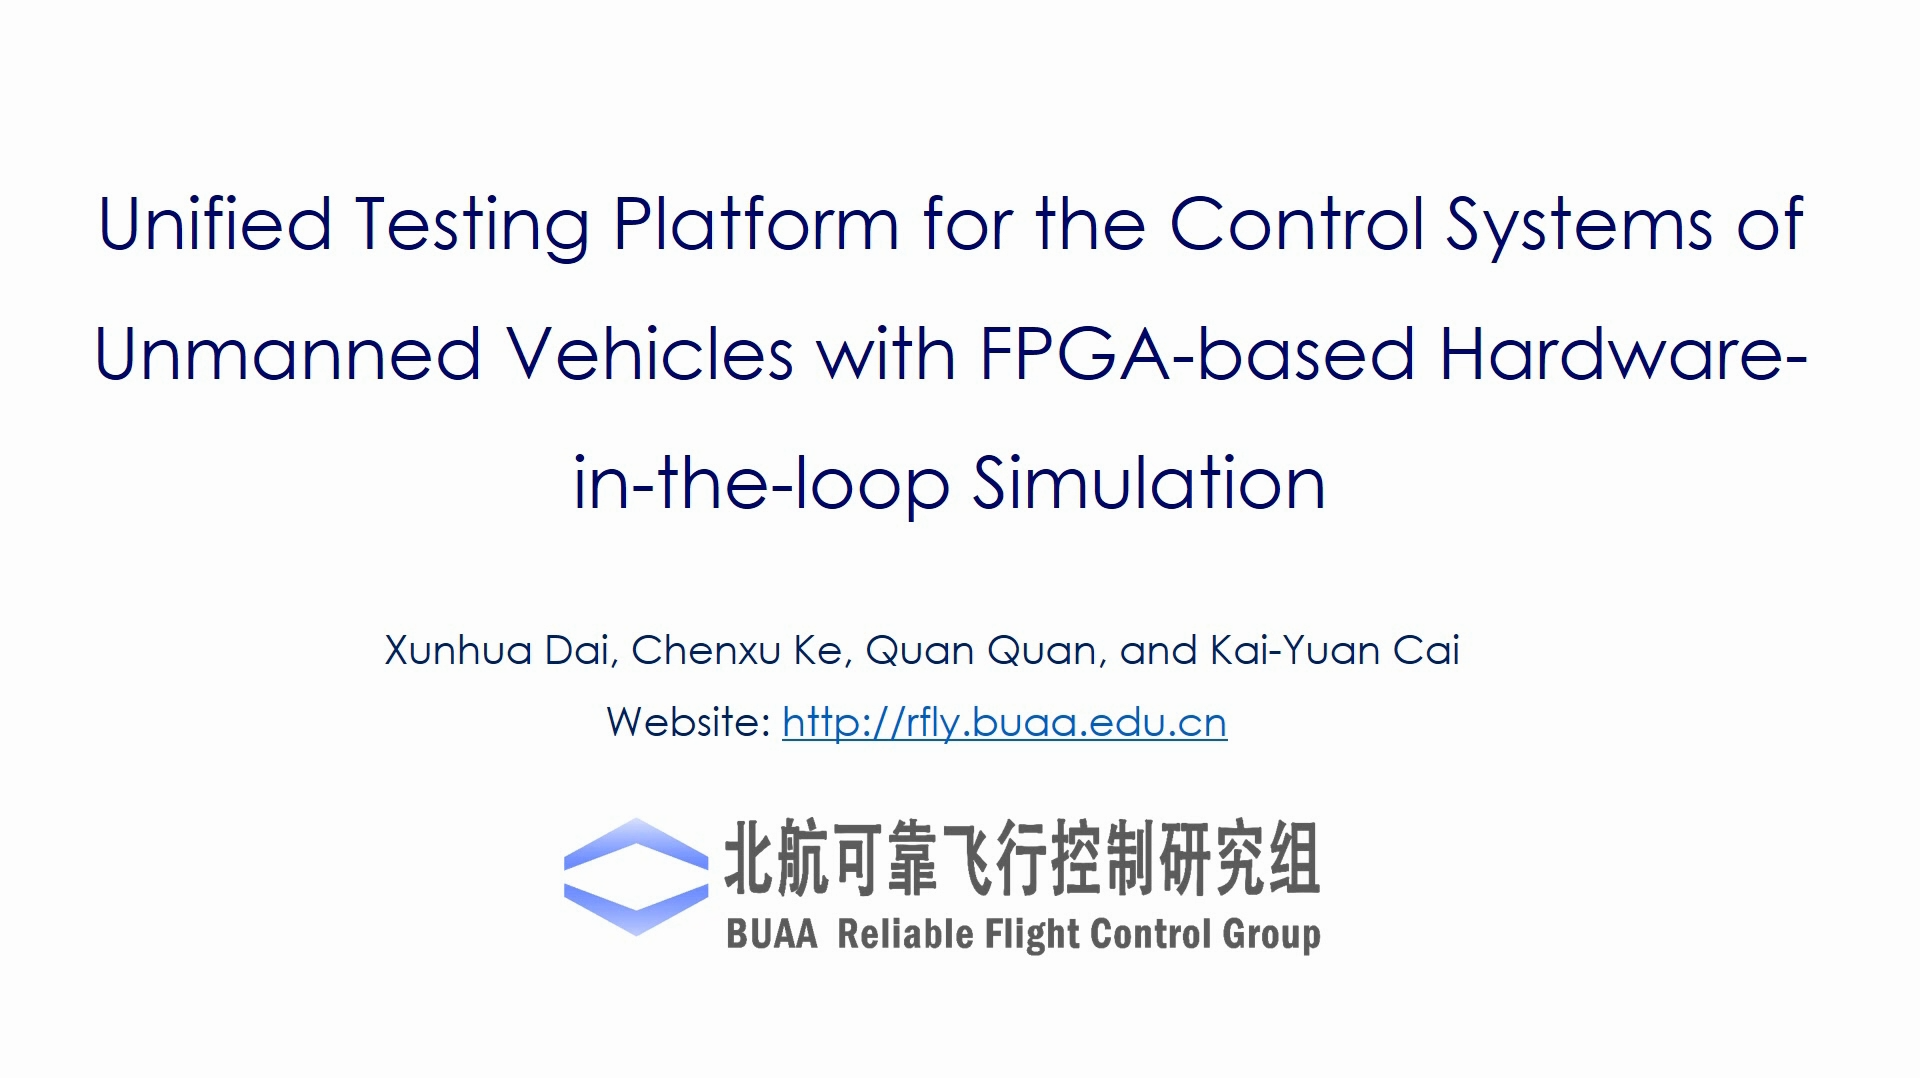 Unified Testing Platform for the Control Systems of
Unmanned Vehicles with FPGA-based Hardware-
in-the-loop Simulation
Xunhua Dai, Chenxu Ke, Quan Quan, and Kai-Yuan Cai
Website: http://rfly.buaa.edu.cn
北航可靠飞行控制研究组
BUAA Reliable Flight Control Group